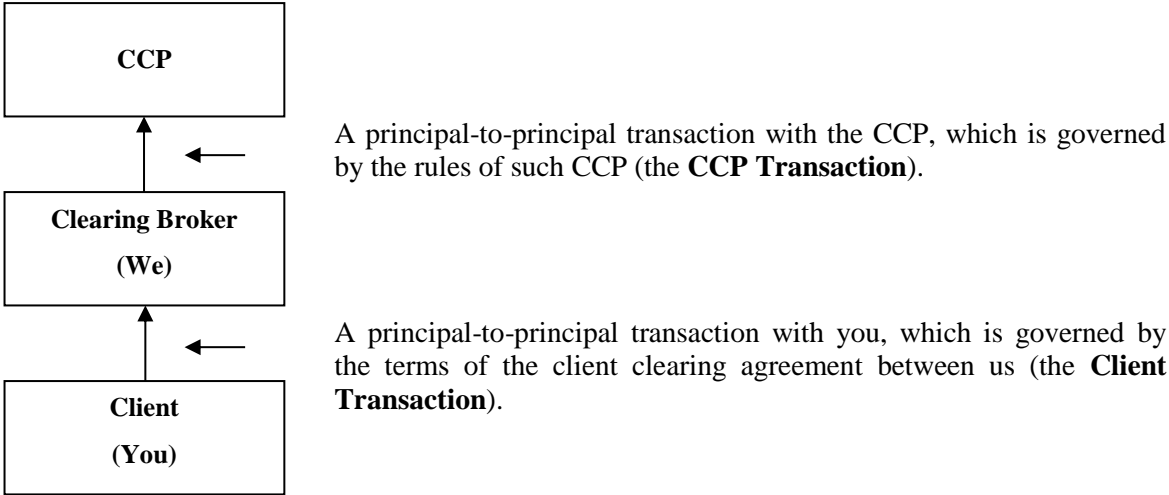 CCP
A principal-to-principal transaction with the CCP, which is governed
by the rules of such CCP (the CCP Transaction).
Clearing Broker
(We)
A principal-to-principal transaction with you, which is governed by
the terms of the client clearing agreement between us (the Client
Transaction).
Client
(You)